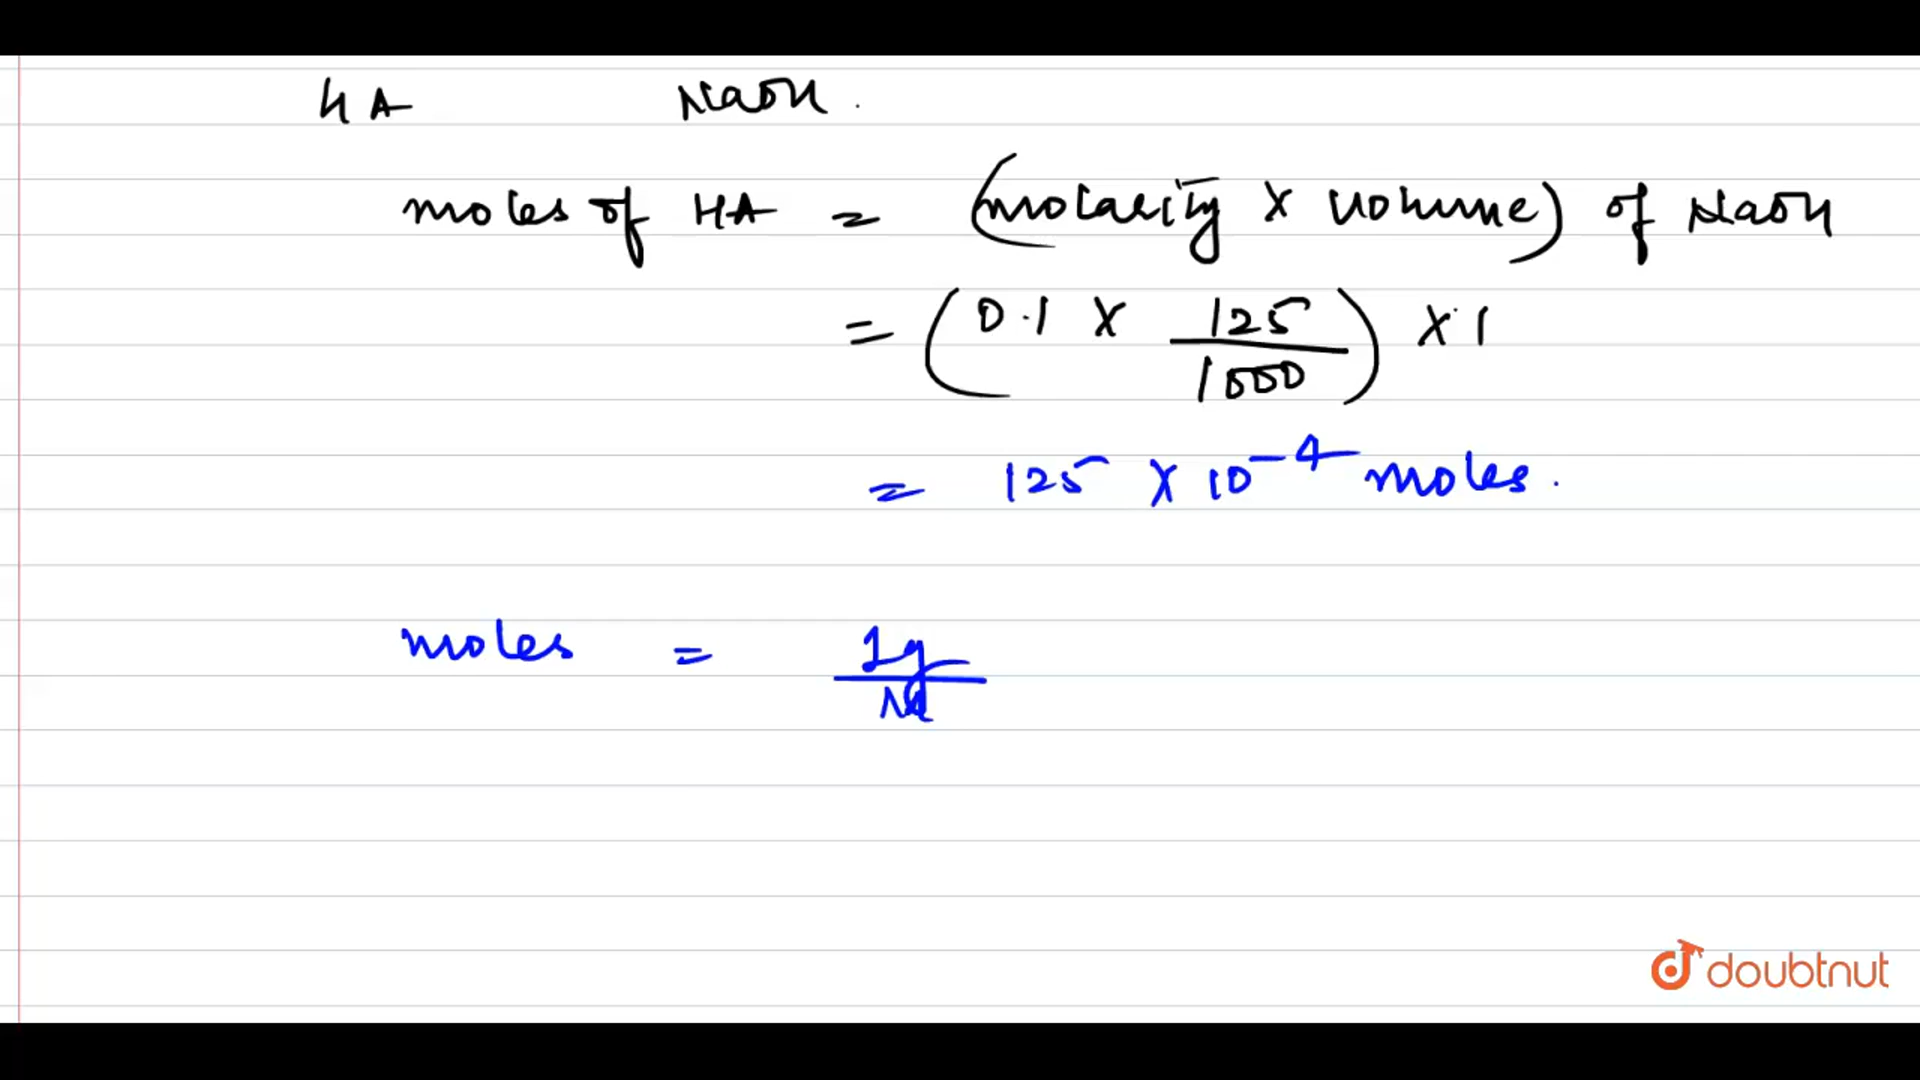 HA NaOH.
moles of HA = (molarity × volume) of NaOH
= (0.1 × 125/1000) × 1
= 125 × 10⁻⁴ moles.
moles = 1g/M
doubtnut